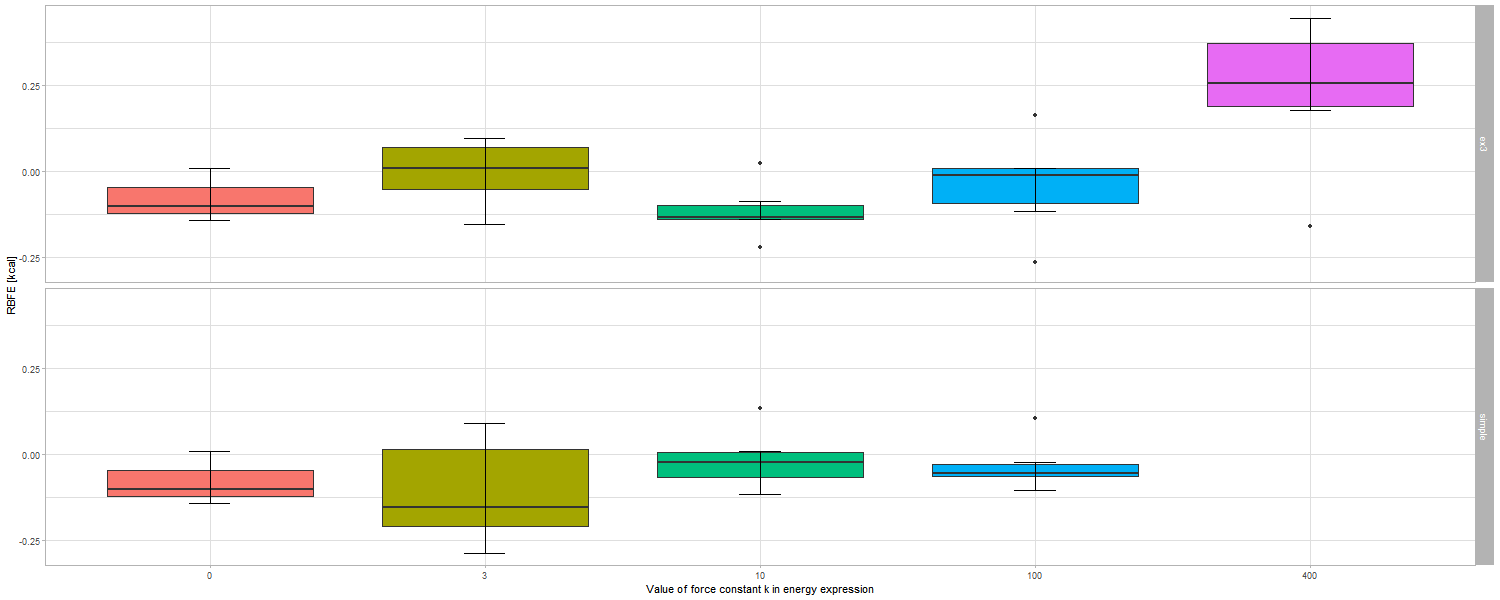 RBFE [kcal]
0.25
0.00
-0.25
ex3
0.25
0.00
-0.25
simple
0 3 10 100 400
Value of force constant k in energy expression